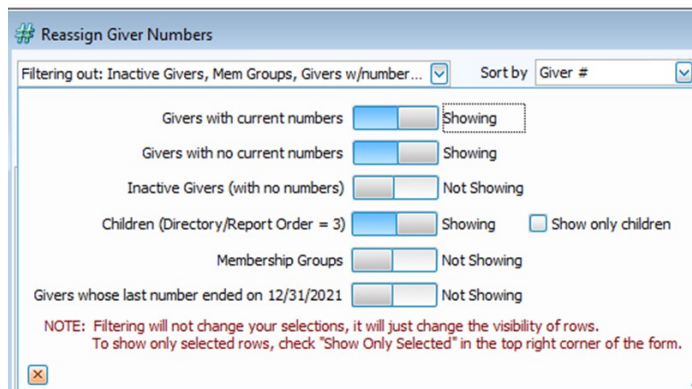 Reassign Giver Numbers
Filtering out: Inactive Givers, Mem Groups, Givers w/number... Sort by Giver #
Givers with current numbers Showing
Givers with no current numbers Showing
Inactive Givers (with no numbers) Not Showing
Children (Directory/Report Order = 3) Showing Show only children
Membership Groups Not Showing
Givers whose last number ended on 12/31/2021 Not Showing
NOTE: Filtering will not change your selections, it will just change the visibility of rows.
To show only selected rows, check "Show Only Selected" in the top right corner of the form.